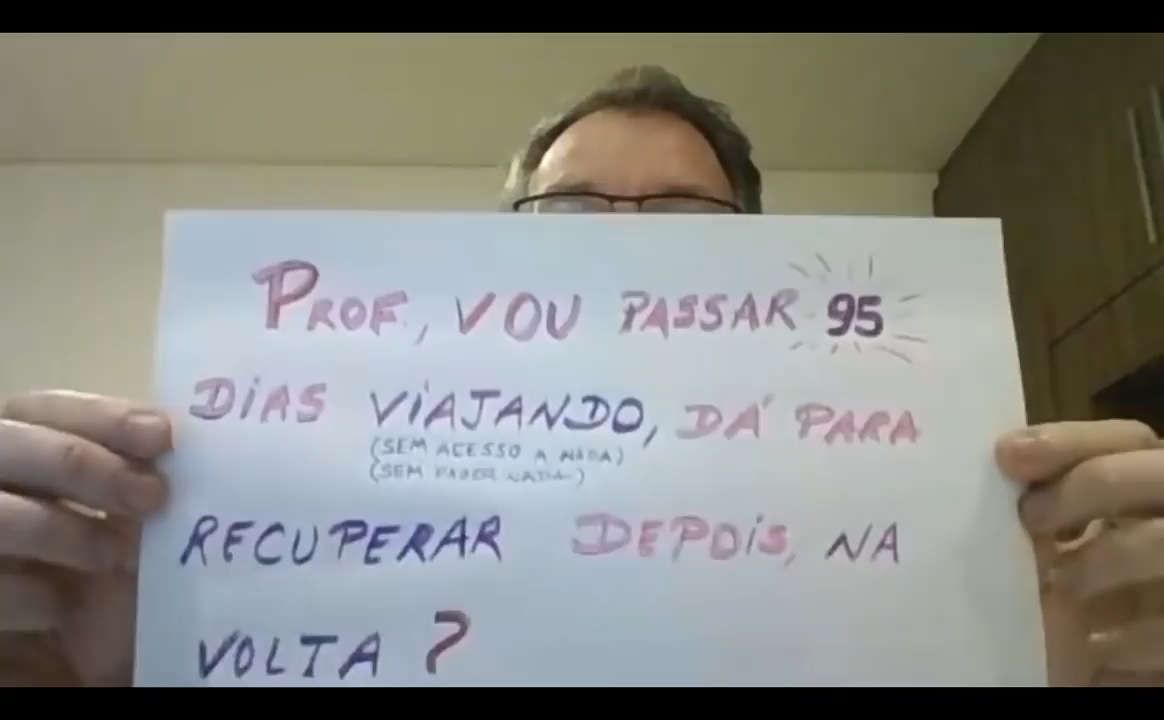 PROF., VOU PASSAR 95
DIAS VIAJANDO, DÁ PARA
(SEM ACESSO A NADA)
(SEM FAZER NADA)
RECUPERAR DEPOIS, NA
VOLTA ?